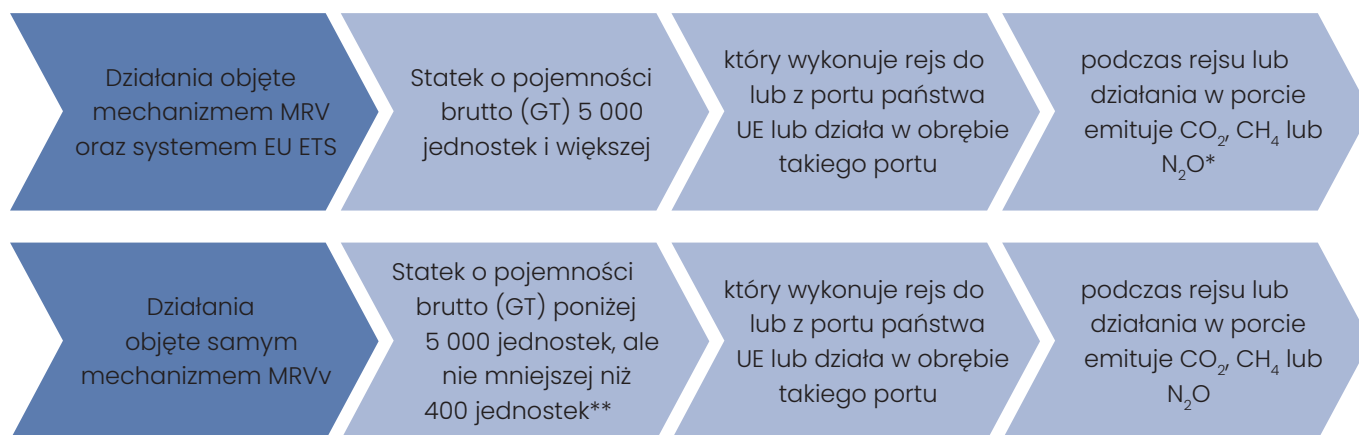 Działania objęte
mechanizmem MRV
oraz systemem EU ETS
Statek o pojemności
brutto (GT) 5 000
jednostek i większej
który wykonuje rejs do
lub z portu państwa
UE lub działa w obrębie
takiego portu
podczas rejsu lub
działania w porcie
emituje CO₂, CH₄ lub
N₂O*
Działania
objęte samym
mechanizmem MRVv
Statek o pojemności
brutto (GT) poniżej
5 000 jednostek, ale
nie mniejszej niż
400 jednostek**
który wykonuje rejs do
lub z portu państwa
UE lub działa w obrębie
takiego portu
podczas rejsu lub
działania w porcie
emituje CO₂, CH₄ lub
N₂O